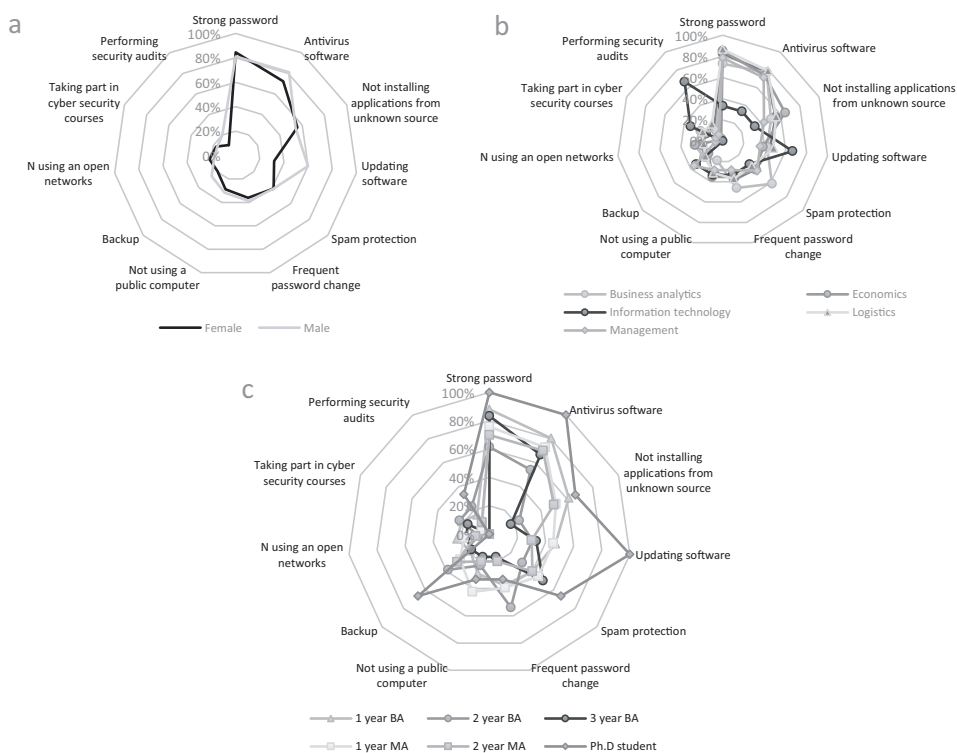 a
Strong password
Antivirus
software
Not installing
applications from
unknown source
Updating
software
Spam protection
Frequent
password change
Not using a
public computer
Backup
N using an open
networks
Taking part in
cyber security
courses
Performing
security audits
100%
80%
60%
40%
20%
0%
Female
Male
b
Strong password
Antivirus software
Not installing applications
from unknown source
Updating software
Spam protection
Frequent password
change
Not using a public
computer
Backup
N using an open networks
Taking part in
cyber security courses
Performing security
audits
100%
80%
60%
40%
20%
0%
Business analytics
Economics
Information technology
Logistics
Management
c
Strong password
Antivirus software
Not installing
applications from
unknown source
Updating software
Spam protection
Frequent password
change
Not using a public
computer
Backup
N using an open
networks
Taking part in cyber
security courses
Performing security
audits
100%
80%
60%
40%
20%
0%
1 year BA
2 year BA
3 year BA
1 year MA
2 year MA
Ph.D student